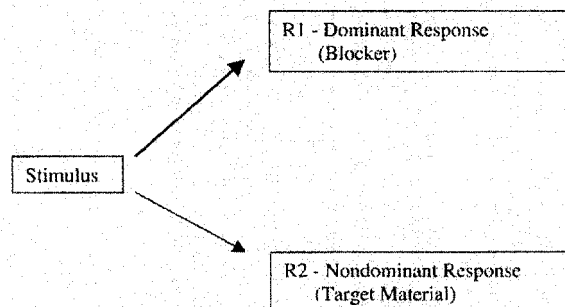 R1 - Dominant Response
(Blocker)
Stimulus
R2 - Nondominant Response
(Target Material)